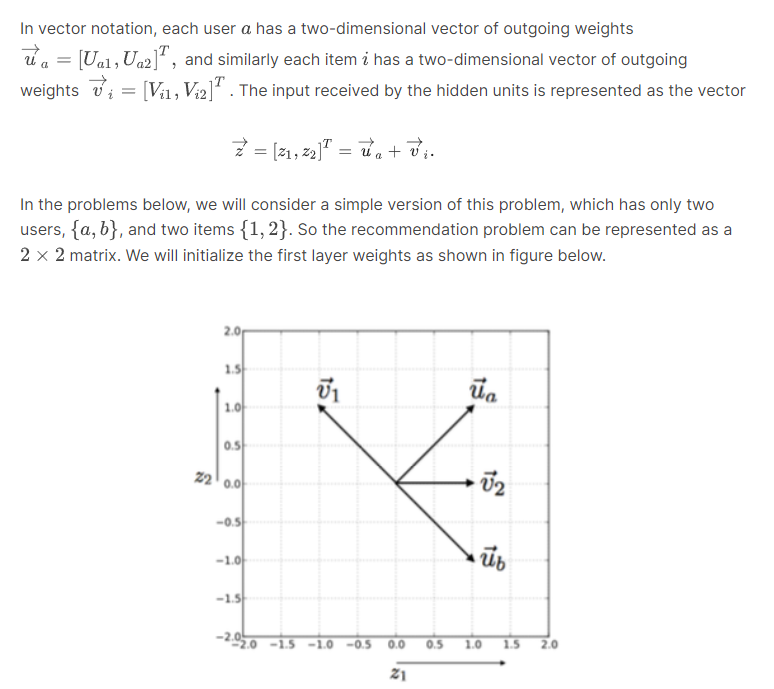 In vector notation, each user a has a two-dimensional vector of outgoing weights
$\overrightarrow{u}_a = [U_{a1}, U_{a2}]^T$, and similarly each item i has a two-dimensional vector of outgoing
weights $\overrightarrow{v}_i = [V_{i1}, V_{i2}]^T$. The input received by the hidden units is represented as the vector
$\overrightarrow{z} = [z_1, z_2]^T = \overrightarrow{u}_a + \overrightarrow{v}_i.$
In the problems below, we will consider a simple version of this problem, which has only two
users, {a, b}, and two items {1, 2}. So the recommendation problem can be represented as a
2 × 2 matrix. We will initialize the first layer weights as shown in figure below.
2.0
1.5
$\vec{v}_1$ $\vec{u}_a$
1.0
0.5
$z_2$ 0.0 $\vec{v}_2$
−0.5
−1.0 $\vec{u}_b$
−1.5
−2.0
−2.0 −1.5 −1.0 −0.5 0.0 0.5 1.0 1.5 2.0
$z_1$